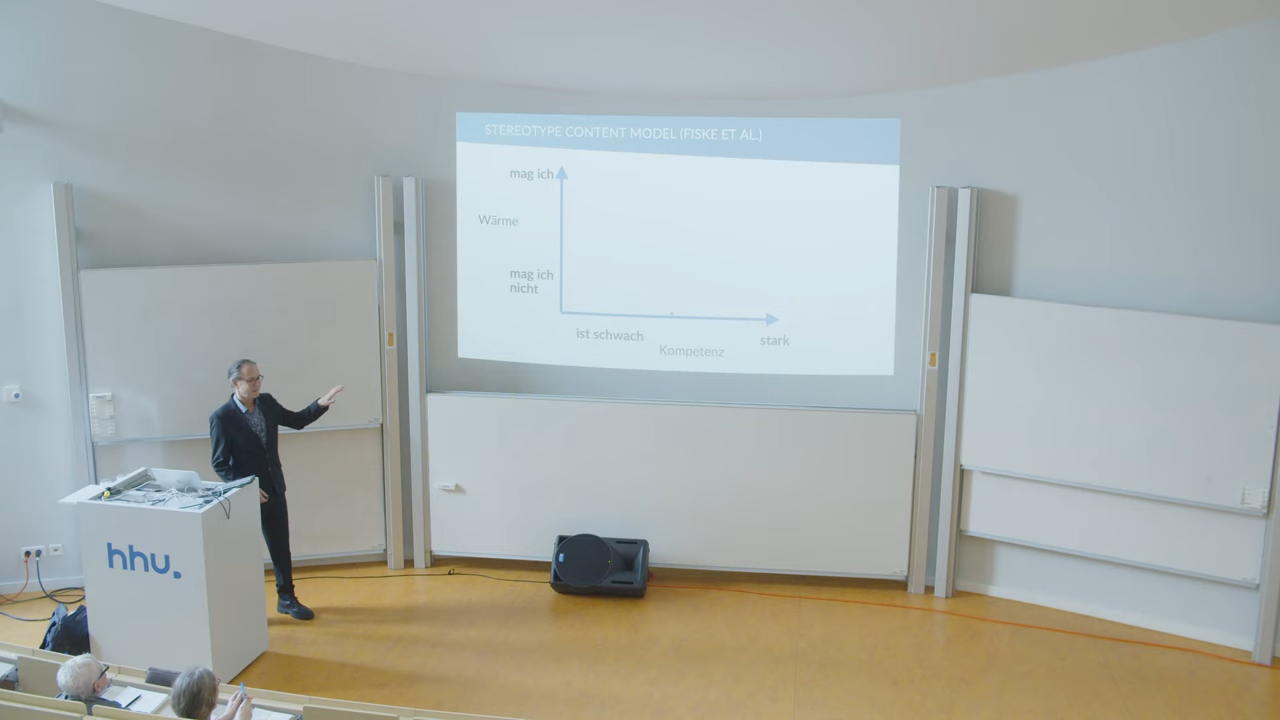 STEREOTYPE CONTENT MODEL (FISKE ET AL.)
mag ich
Wärme
mag ich
nicht
ist schwach
stark
Kompetenz
hhu.